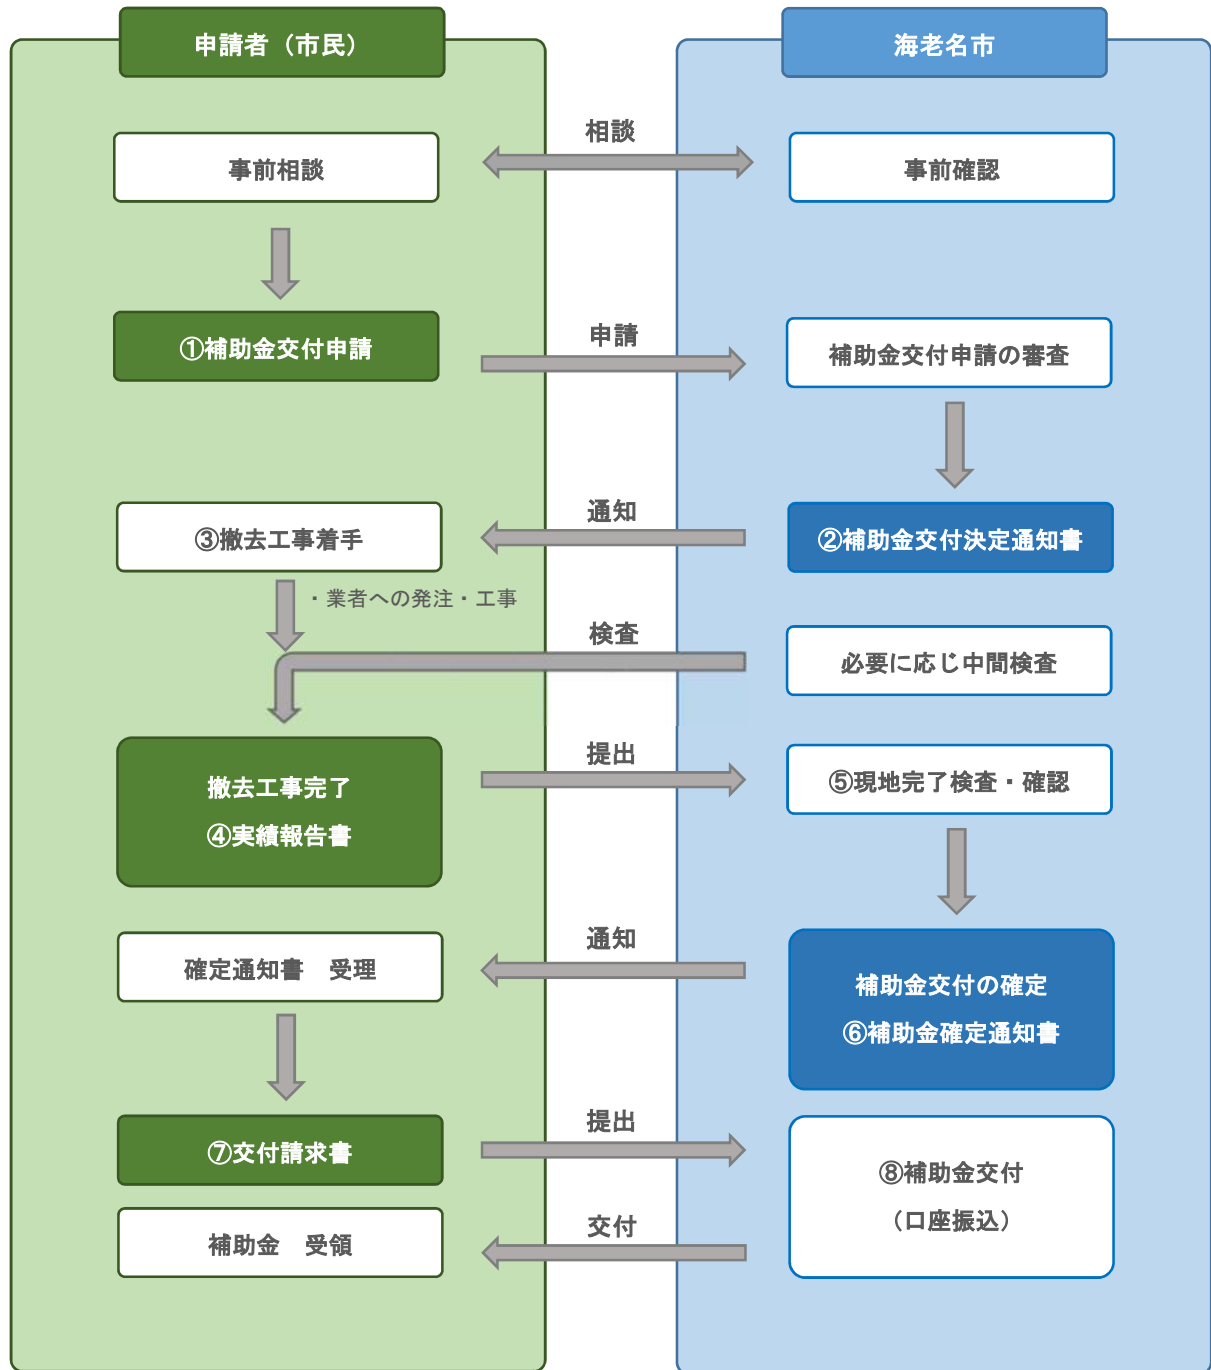 申請者（市民）
海老名市
相談
事前相談
事前確認
申請
①補助金交付申請
補助金交付申請の審査
通知
③撤去工事着手
②補助金交付決定通知書
・業者への発注・工事
検査
必要に応じ中間検査
提出
撤去工事完了
④実績報告書
⑤現地完了検査・確認
通知
確定通知書　受理
補助金交付の確定
⑥補助金確定通知書
提出
⑦交付請求書
⑧補助金交付
（口座振込）
交付
補助金　受領